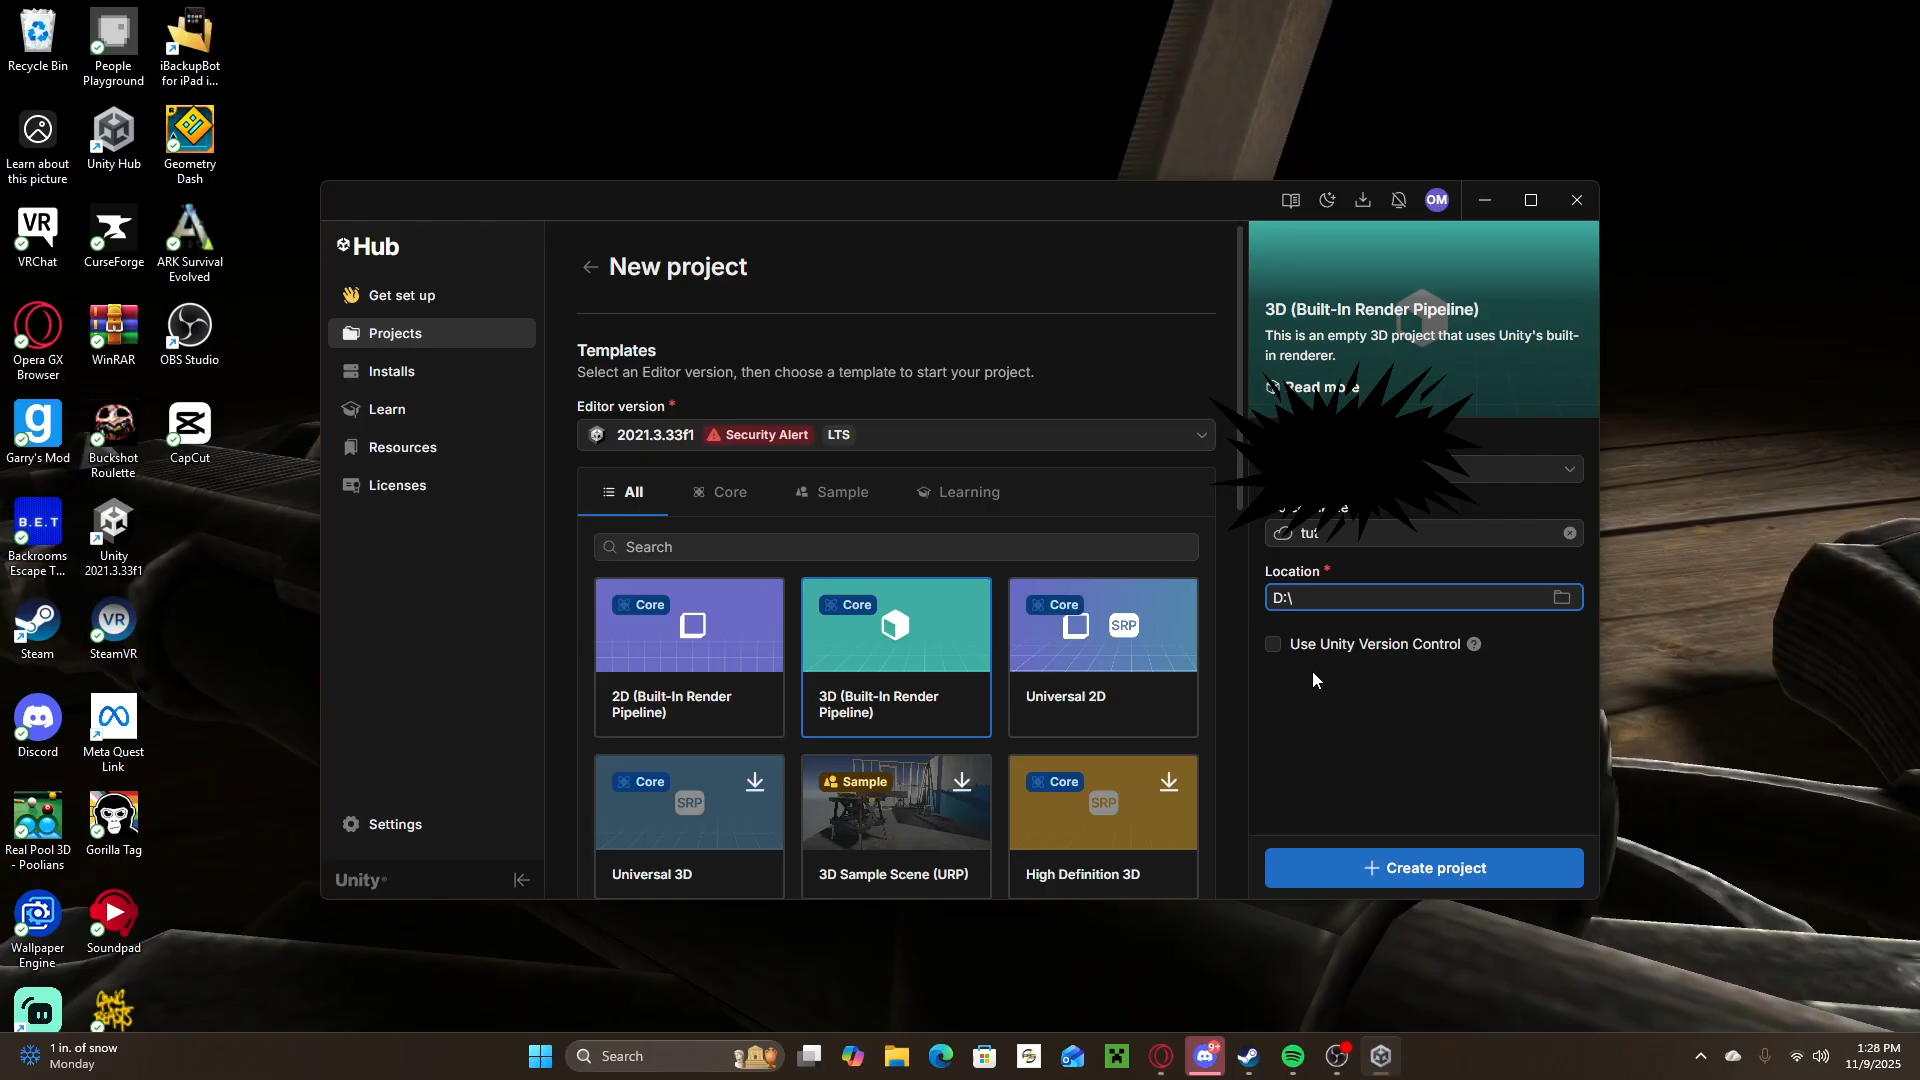 Recycle Bin
People
Playground
iBackupBot
for iPad i...
Learn about
this picture
Unity Hub
Geometry
Dash
VR
VRChat
CurseForge
ARK Survival
Evolved
Opera GX
Browser
WinRAR
OBS Studio
Garry's Mod
Buckshot
Roulette
CapCut
B.E.T
Backrooms
Escape T...
Unity
2021.3.33f1
Steam
VR
SteamVR
Discord
Meta Quest
Link
Real Pool 3D
- Poolians
Gorilla Tag
Wallpaper
Engine
Soundpad
GANG
BEASTS
OM
Hub
Get set up
Projects
Installs
Learn
Resources
Licenses
Settings
Unity
New project
Templates
Select an Editor version, then choose a template to start your project.
Editor version *
2021.3.33f1 Security Alert LTS
All Core Sample Learning
Search
Core
2D (Built-In Render
Pipeline)
Core
3D (Built-In Render
Pipeline)
Core
SRP
Universal 2D
Core
SRP
Universal 3D
Sample
3D Sample Scene (URP)
Core
SRP
High Definition 3D
3D (Built-In Render Pipeline)
This is an empty 3D project that uses Unity's built-
in renderer.
Read more
Location *
D:\
Use Unity Version Control ?
+ Create project
1 in. of snow
Monday
Search
9+
1:28 PM
11/9/2025